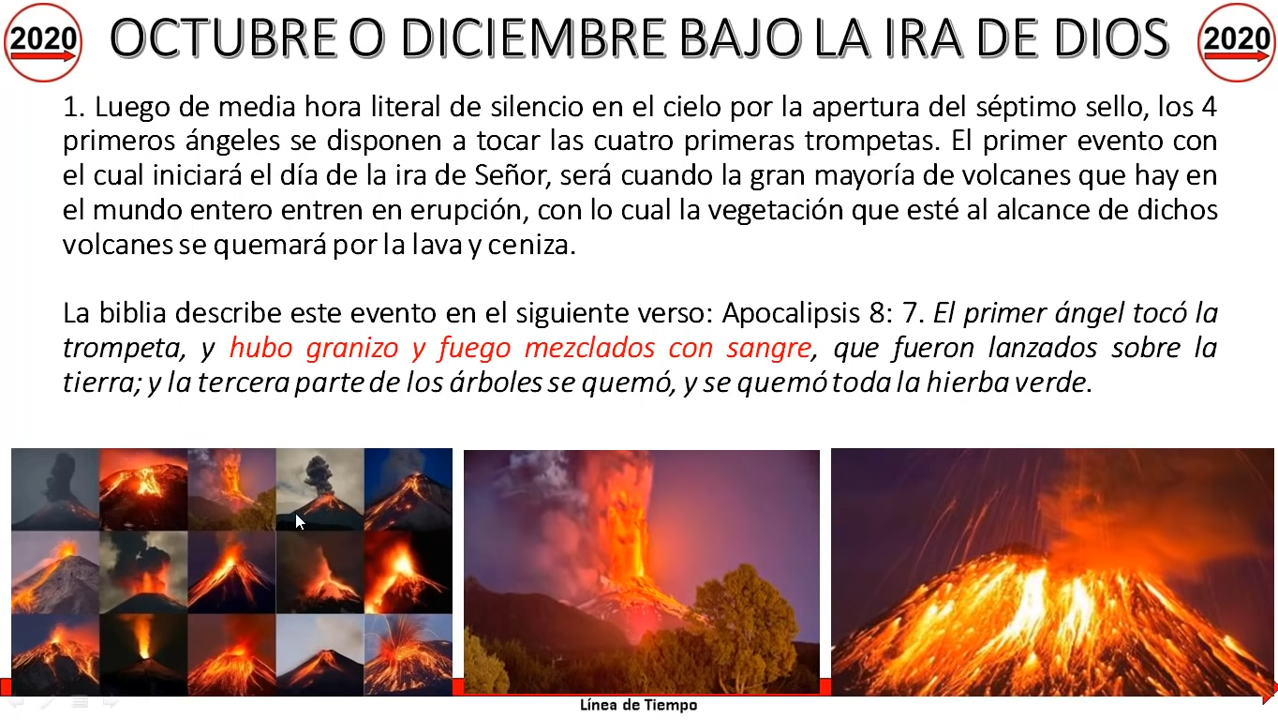 2020
OCTUBRE O DICIEMBRE BAJO LA IRA DE DIOS
2020
1. Luego de media hora literal de silencio en el cielo por la apertura del séptimo sello, los 4
primeros ángeles se disponen a tocar las cuatro primeras trompetas. El primer evento con
el cual iniciará el día de la ira de Señor, será cuando la gran mayoría de volcanes que hay en
el mundo entero entren en erupción, con lo cual la vegetación que esté al alcance de dichos
volcanes se quemará por la lava y ceniza.
La biblia describe este evento en el siguiente verso: Apocalipsis 8: 7. El primer ángel tocó la
trompeta, y hubo granizo y fuego mezclados con sangre, que fueron lanzados sobre la
tierra; y la tercera parte de los árboles se quemó, y se quemó toda la hierba verde.
Línea de Tiempo